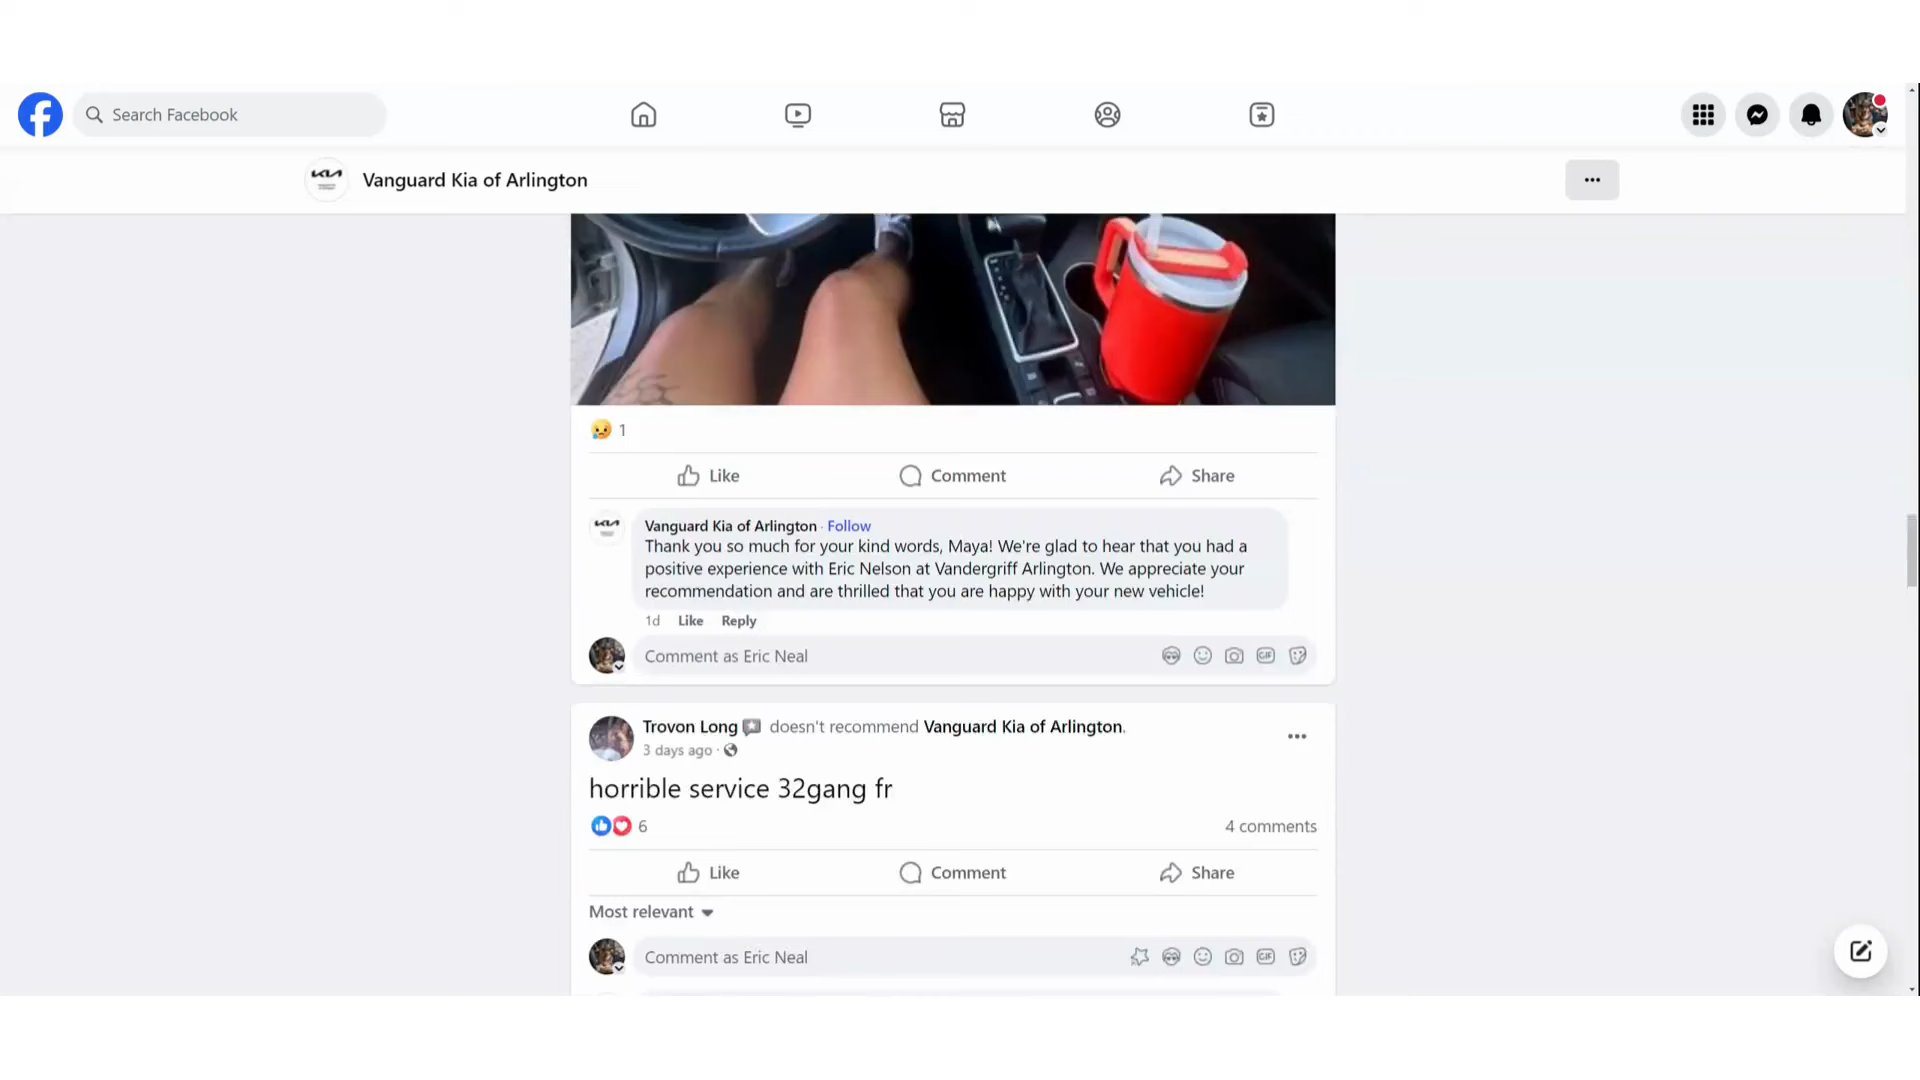 Search Facebook
KIA
Vanguard Kia of Arlington
...
1
Like
Comment
Share
KIA
Vanguard Kia of Arlington · Follow
Thank you so much for your kind words, Maya! We're glad to hear that you had a
positive experience with Eric Nelson at Vandergriff Arlington. We appreciate your
recommendation and are thrilled that you are happy with your new vehicle!
1d Like Reply
Comment as Eric Neal
GIF
Trovon Long doesn't recommend Vanguard Kia of Arlington.
3 days ago ·
horrible service 32gang fr
6
4 comments
Like
Comment
Share
Most relevant
Comment as Eric Neal
GIF